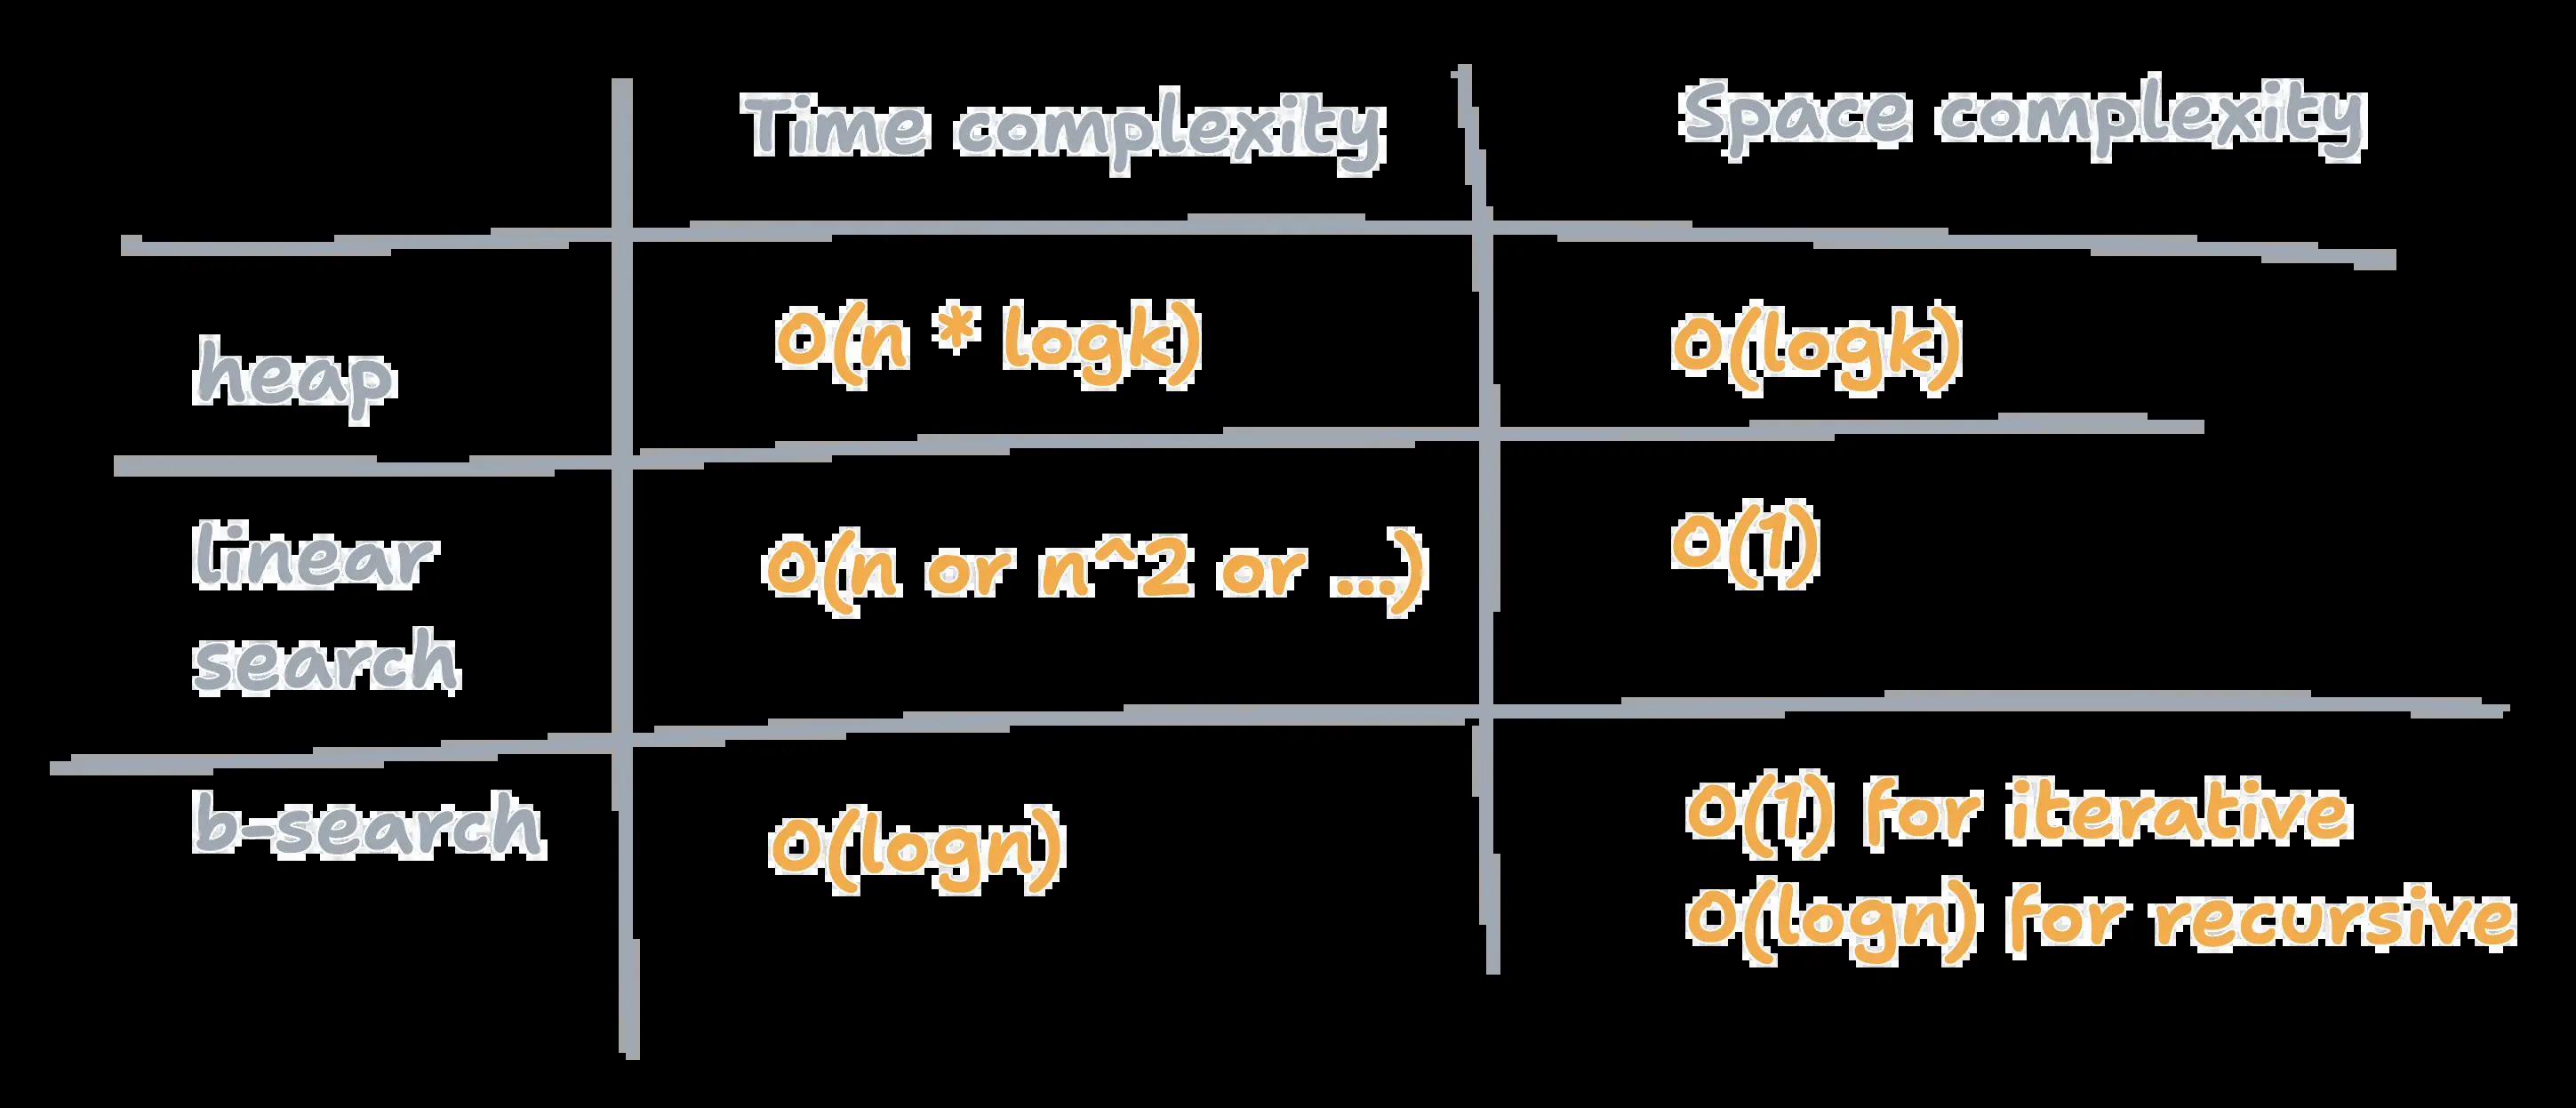 Time complexity
Space complexity
heap
O(n * logk)
O(logk)
linear
search
O(n or n^2 or ...)
O(1)
b-search
O(logn)
O(1) for iterative
O(logn) for recursive